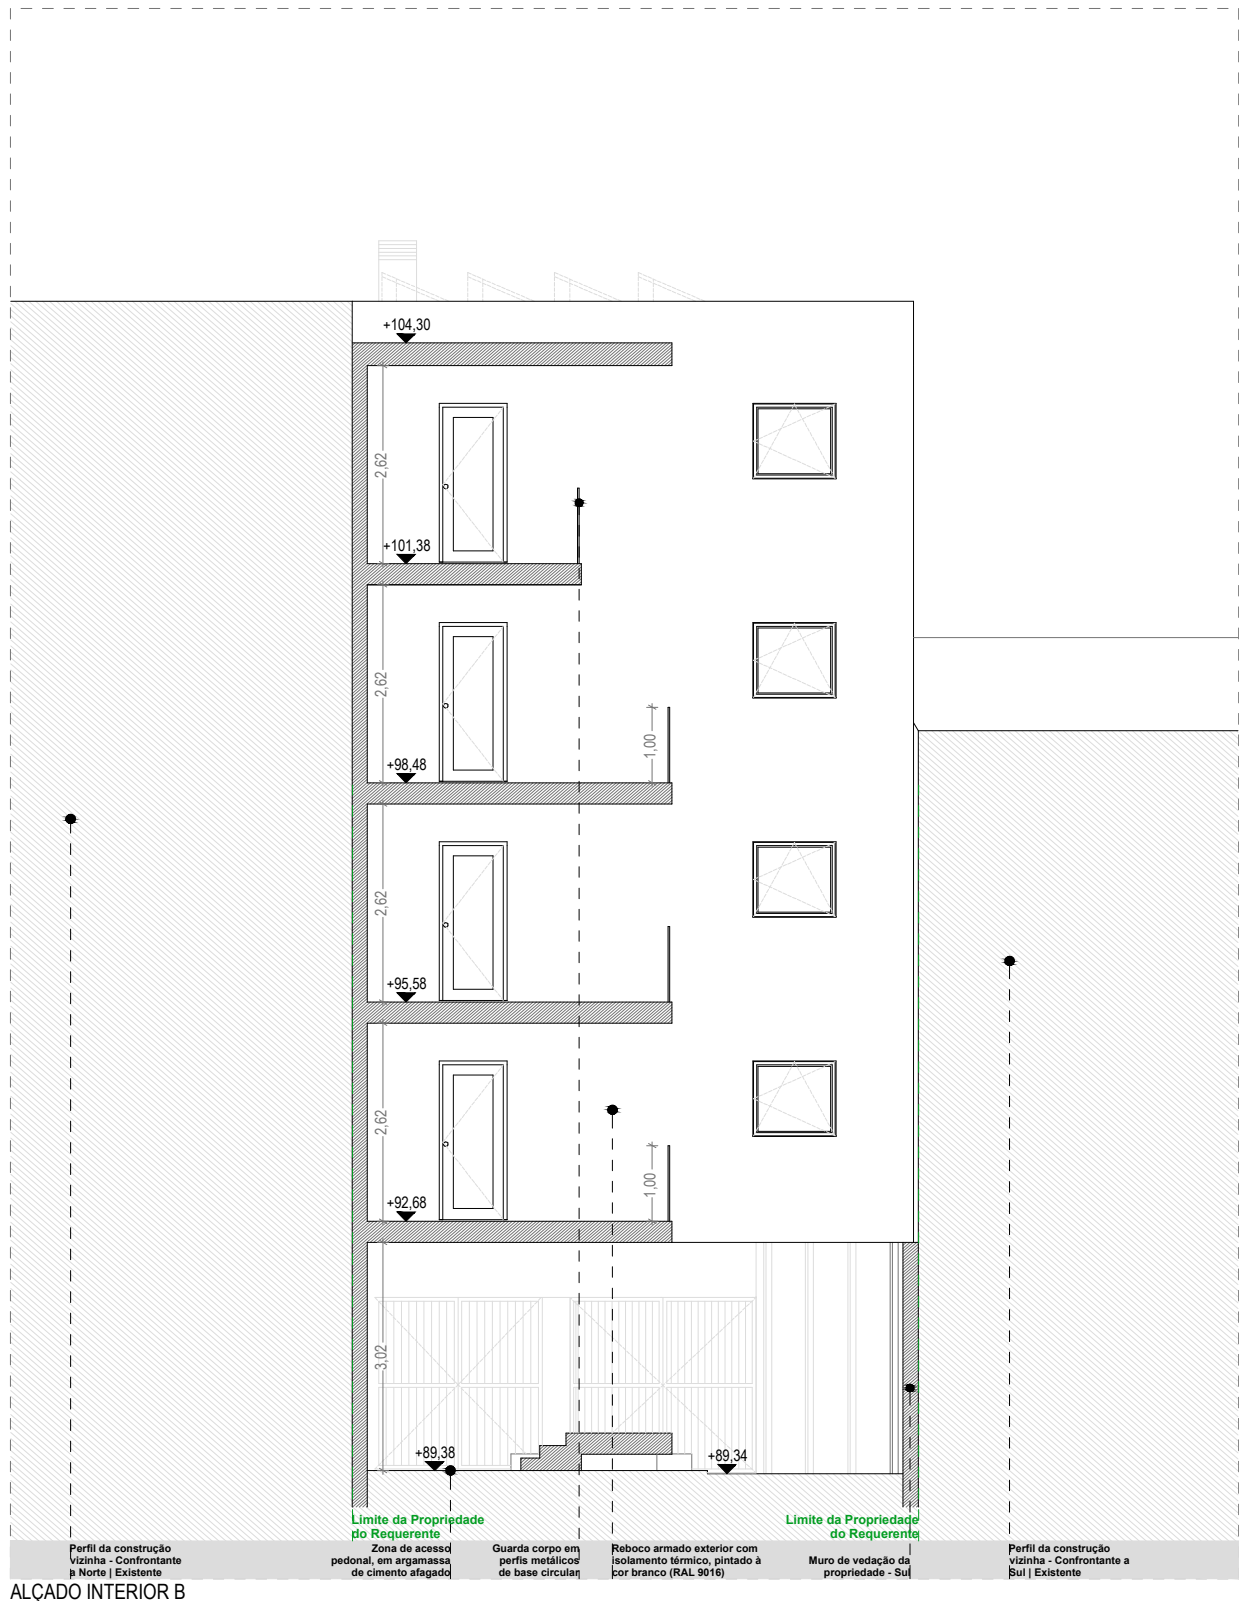 +104,30
2,62
+101,38
2,62
+98,48
1,00
2,62
+95,58
2,62
1,00
+92,68
3,02
+89,38
+89,34
Limite da Propriedade
do Requerente
Limite da Propriedade
do Requerente
Perfil da construção
vizinha - Confrontante
a Norte | Existente
Zona de acesso
pedonal, em argamassa
de cimento afagado
Guarda corpo em
perfis metálicos
de base circular
Reboco armado exterior com
isolamento térmico, pintado à
cor branco (RAL 9016)
Muro de vedação da
propriedade - Sul
Perfil da construção
vizinha - Confrontante a
Sul | Existente
ALÇADO INTERIOR B